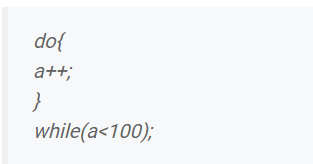 do{
a++;
}
while(a<100);